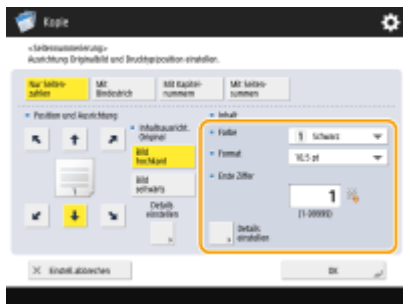 Kopie
<Seitennummerierung>
Ausrichtung Originalbild und Drucktypposition einstellen.
Nur Seiten-
zahlen
Mit
Bindestrich
Mit Kapitel-
nummern
Mit Seiten-
summen
Position und Ausrichtung
Inhaltsausricht.
Original
Bild
hochkant
Bild
seitwärts
Details
einstellen
Inhalt
Farbe
1 Schwarz
Format
10,5 pt
Erste Ziffer
1
(1-99999)
Details
einstellen
Einstell.abbrechen
OK